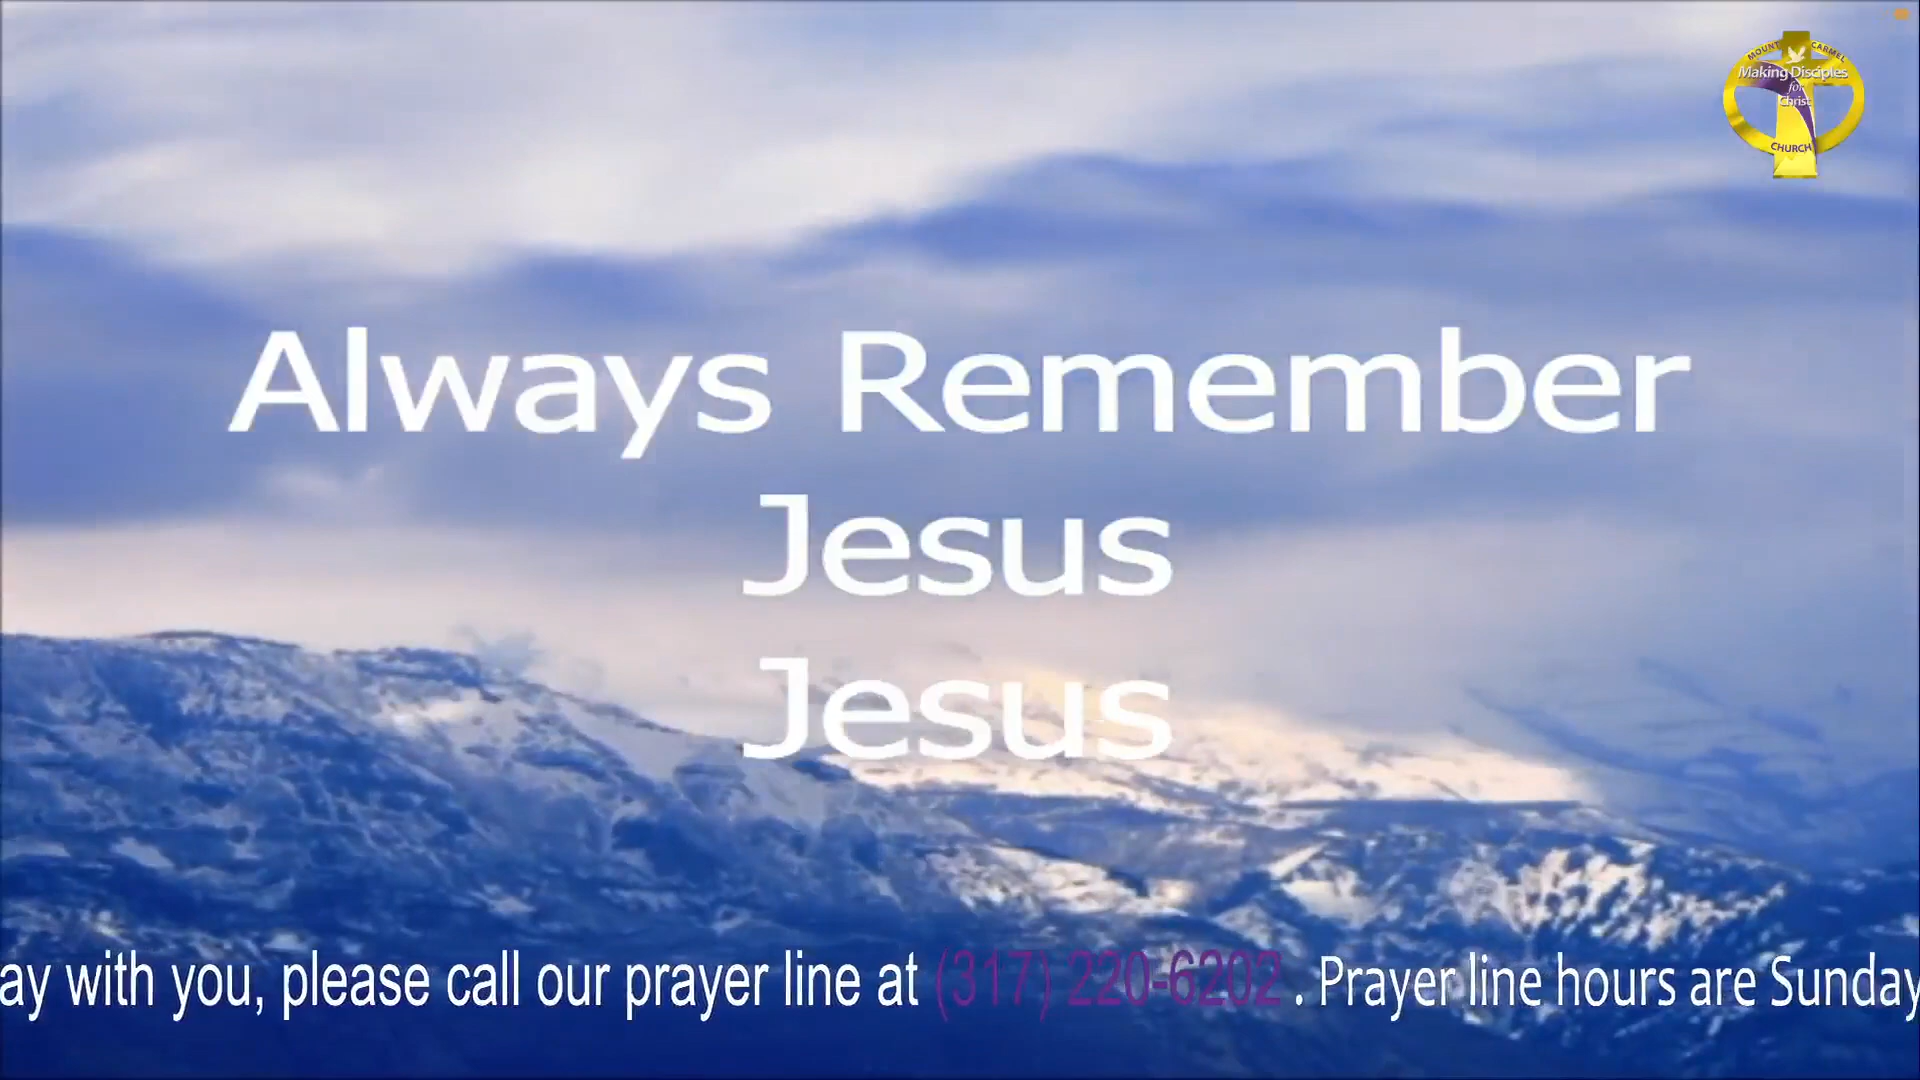 MOUNT CARMEL
Making Disciples
for
Christ
CHURCH
Always Remember
Jesus
Jesus
ay with you, please call our prayer line at (317) 220-6202 . Prayer line hours are Sunday